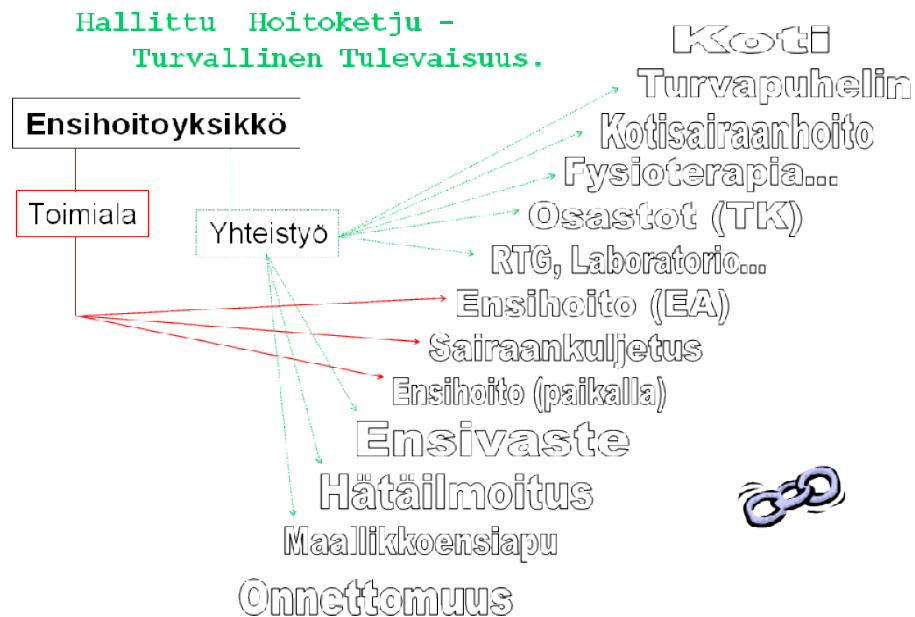 Hallittu Hoitoketju -
Turvallinen Tulevaisuus.
Koti
Turvapuhelin
Ensihoitoyksikkö
Kotisairaanhoito
Fysioterapia...
Toimiala
Osastot (TK)
Yhteistyö
RTG, Laboratorio...
Ensihoito (EA)
Sairaankuljetus
Ensihoito (paikalla)
Ensivaste
Hätäilmoitus
Maallikkoensiapu
Onnettomuus